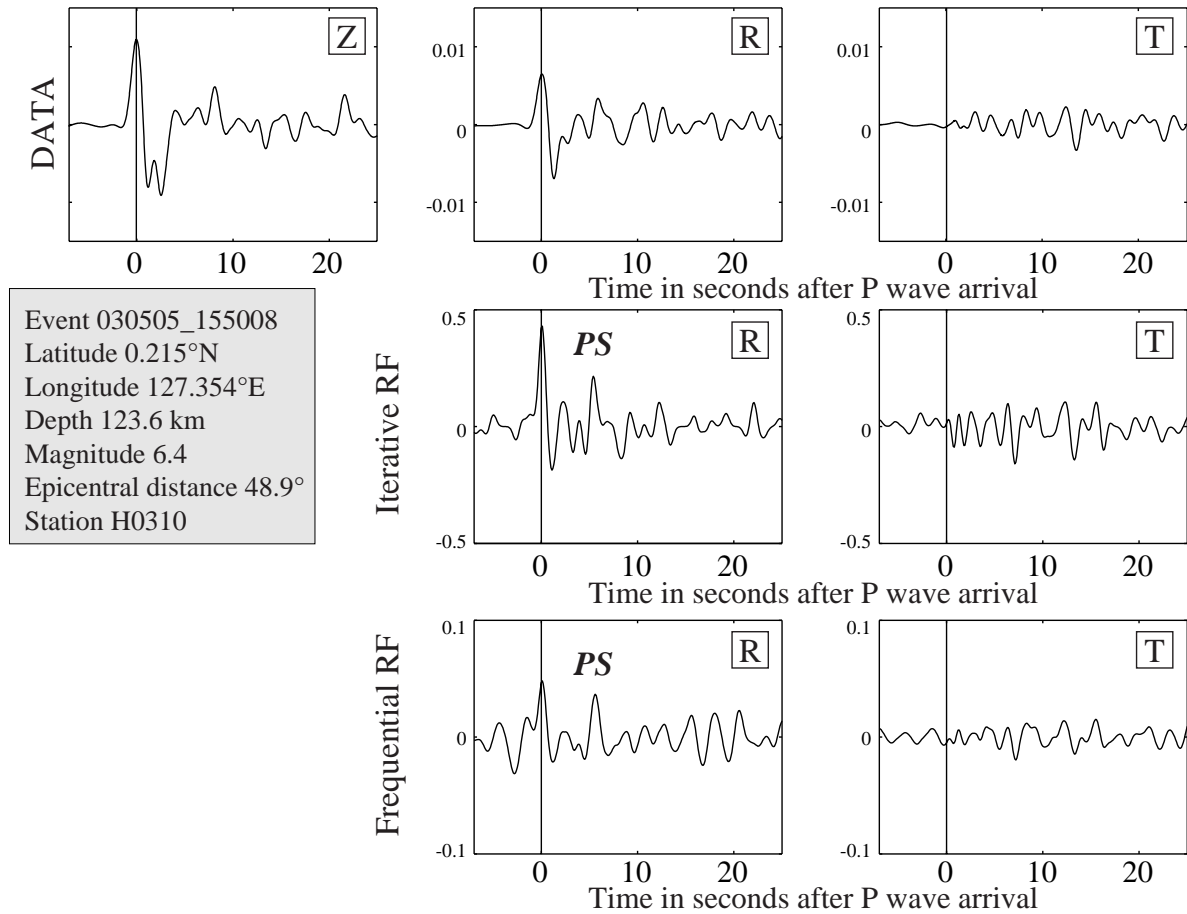 DATA
Z
0 10 20
R
0.01
0
-0.01
0 10 20
T
0.01
0
-0.01
0 10 20
Time in seconds after P wave arrival
Event 030505_155008
Latitude 0.215°N
Longitude 127.354°E
Depth 123.6 km
Magnitude 6.4
Epicentral distance 48.9°
Station H0310
Iterative RF
PS
R
0.5
0
-0.5
0 10 20
T
0.5
0
-0.5
0 10 20
Time in seconds after P wave arrival
Frequential RF
PS
R
0.1
0
-0.1
0 10 20
T
0.1
0
-0.1
0 10 20
Time in seconds after P wave arrival